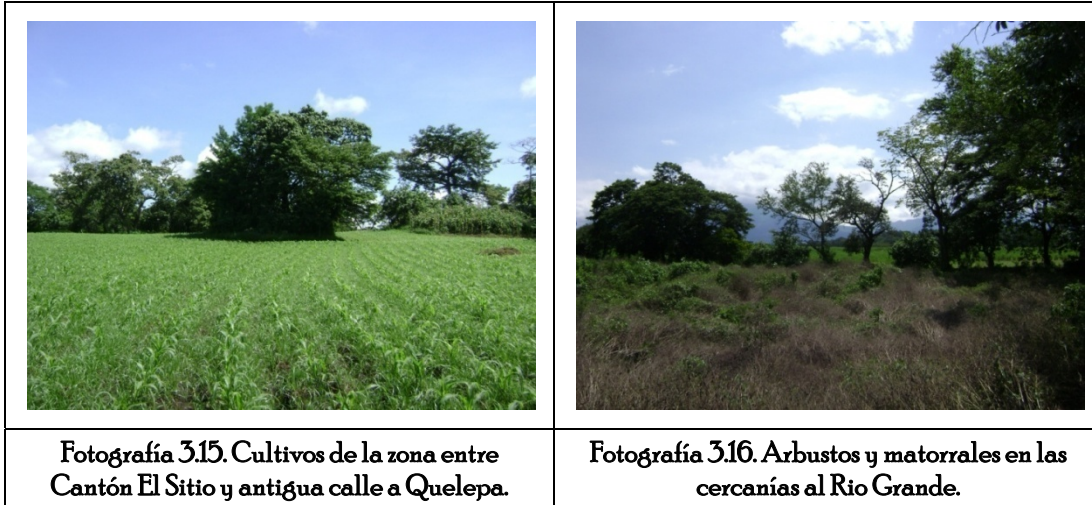 Fotografía 3.15. Cultivos de la zona entre
Cantón El Sitio y antigua calle a Quelepa.
Fotografía 3.16. Arbustos y matorrales en las
cercanías al Rio Grande.